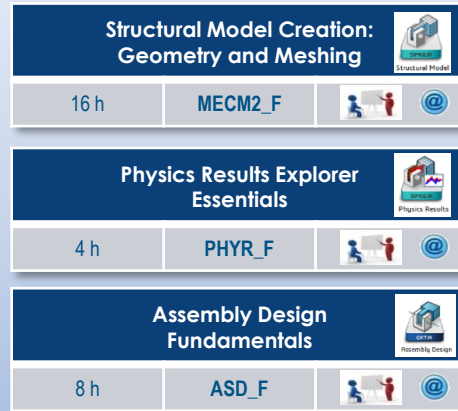 Structural Model Creation:
Geometry and Meshing
SIMULIA
Structural Model
16 h MECM2_F @
Physics Results Explorer
Essentials
SIMULIA
Physics Results
4 h PHYR_F @
Assembly Design
Fundamentals
CATIA
Assembly Design
8 h ASD_F @